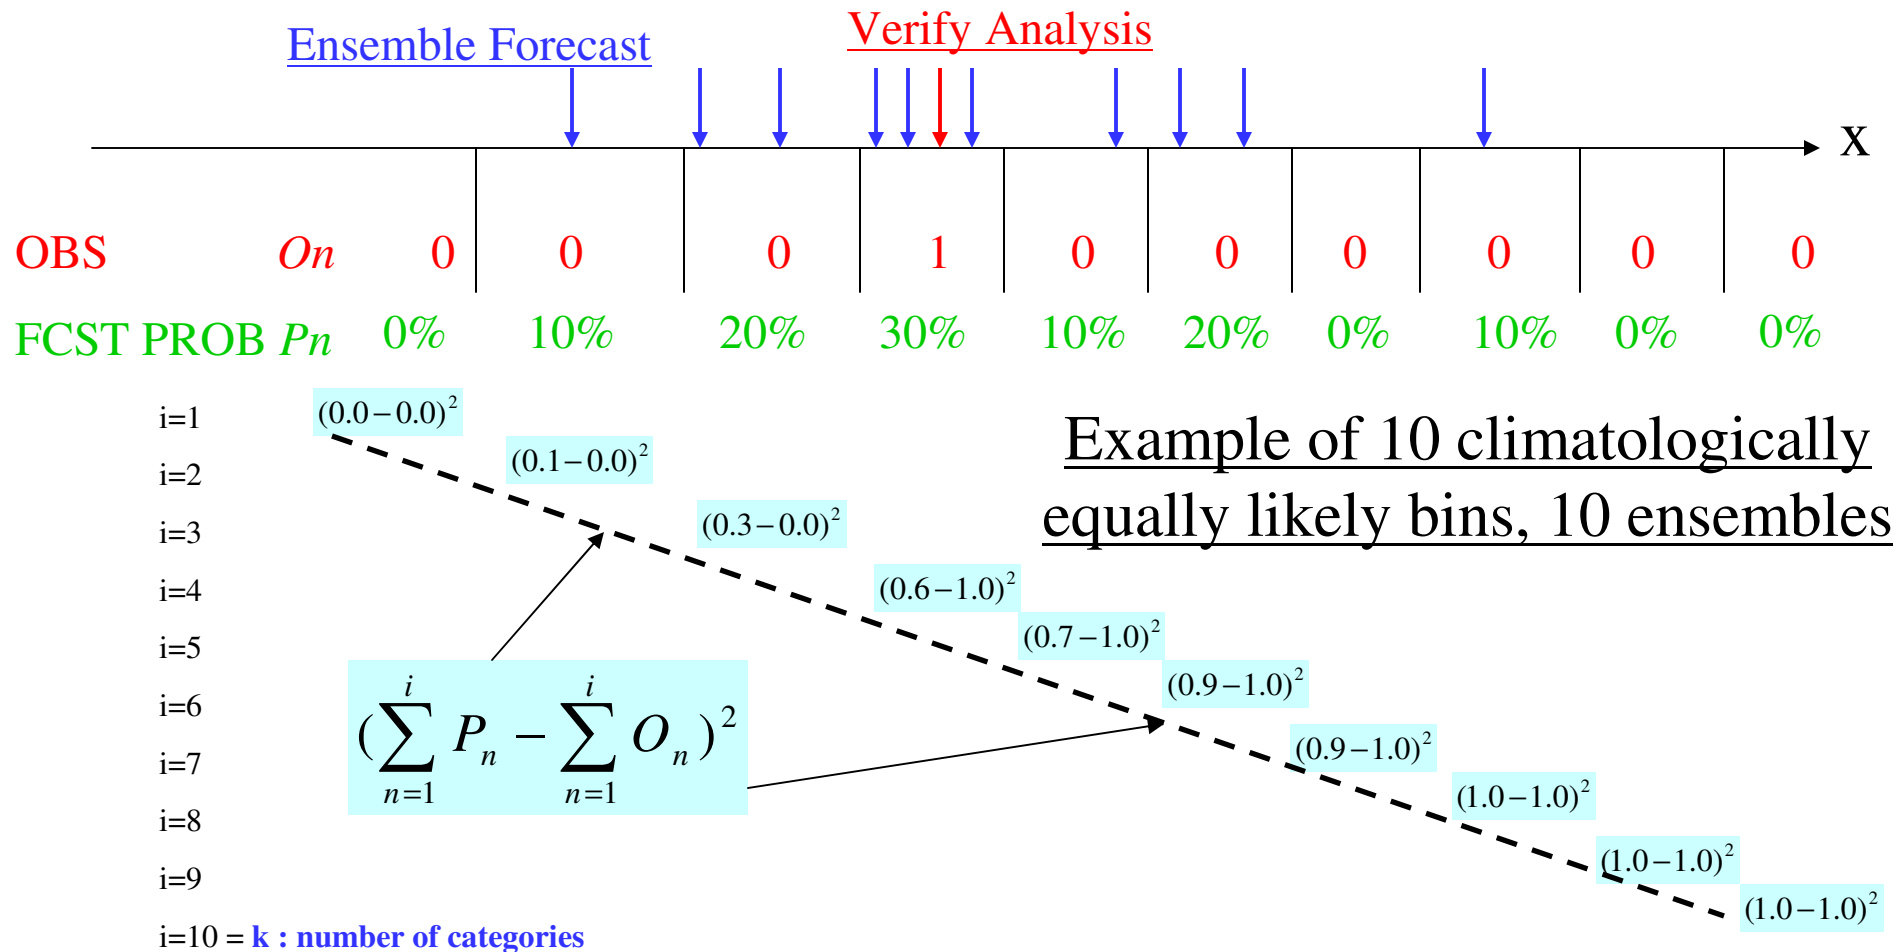 Ensemble Forecast
Verify Analysis
X
OBS On 0 0 0 1 0 0 0 0 0 0
FCST PROB Pn 0% 10% 20% 30% 10% 20% 0% 10% 0% 0%
Example of 10 climatologically
equally likely bins, 10 ensembles
i=1 (0.0−0.0)²
i=2 (0.1−0.0)²
i=3 (0.3−0.0)²
i=4 (0.6−1.0)²
i=5 (0.7−1.0)²
i=6 (0.9−1.0)²
i=7 (0.9−1.0)²
i=8 (1.0−1.0)²
i=9 (1.0−1.0)²
i=10 = k : number of categories (1.0−1.0)²
(∑_{n=1}^{i} P_n − ∑_{n=1}^{i} O_n)²